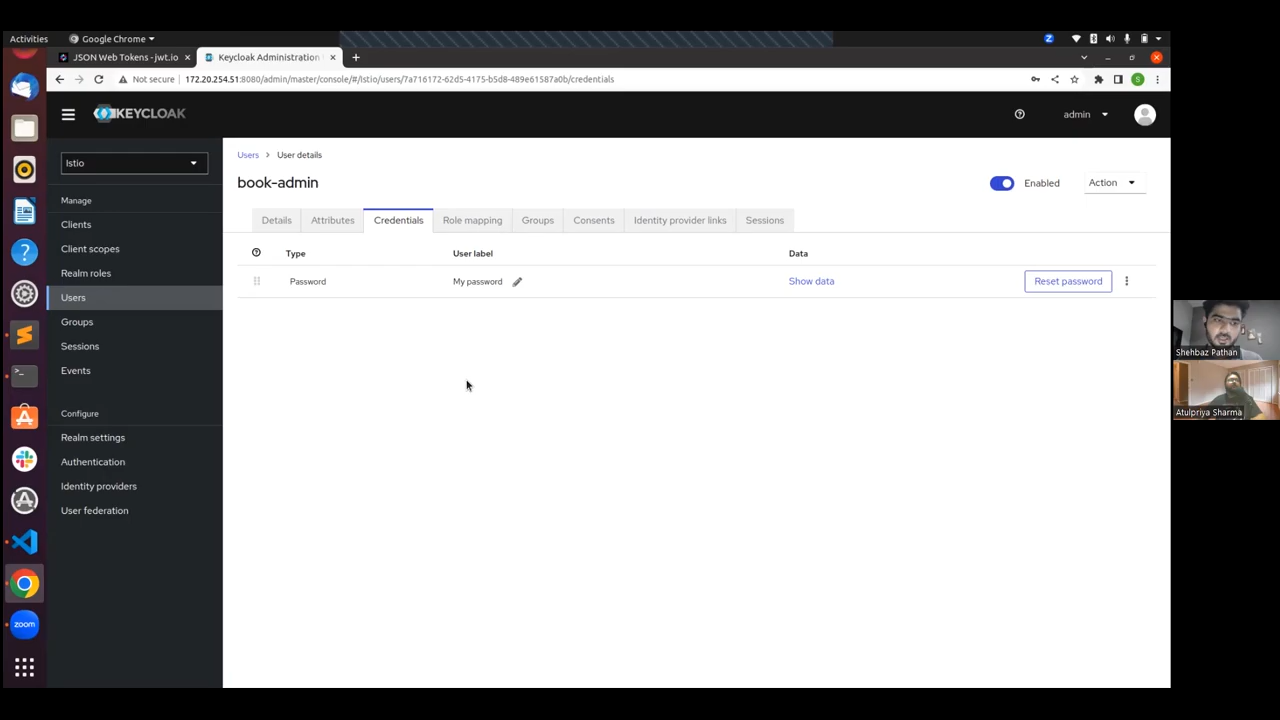 Activities
Google Chrome
JSON Web Tokens - jwt.io
Keycloak Administration
Not secure
172.20.254.51:8080/admin/master/console/#/Istio/users/7a716172-62d5-4175-b5d8-489e61587a0b/credentials
S
KEYCLOAK
admin
Istio
Manage
Clients
Client scopes
Realm roles
Users
Groups
Sessions
Events
Configure
Realm settings
Authentication
Identity providers
User federation
Users > User details
book-admin
Enabled
Action
Details
Attributes
Credentials
Role mapping
Groups
Consents
Identity provider links
Sessions
Type
User label
Data
Password
My password
Show data
Reset password
Shehbaz Pathan
Atulpriya Sharma
zoom